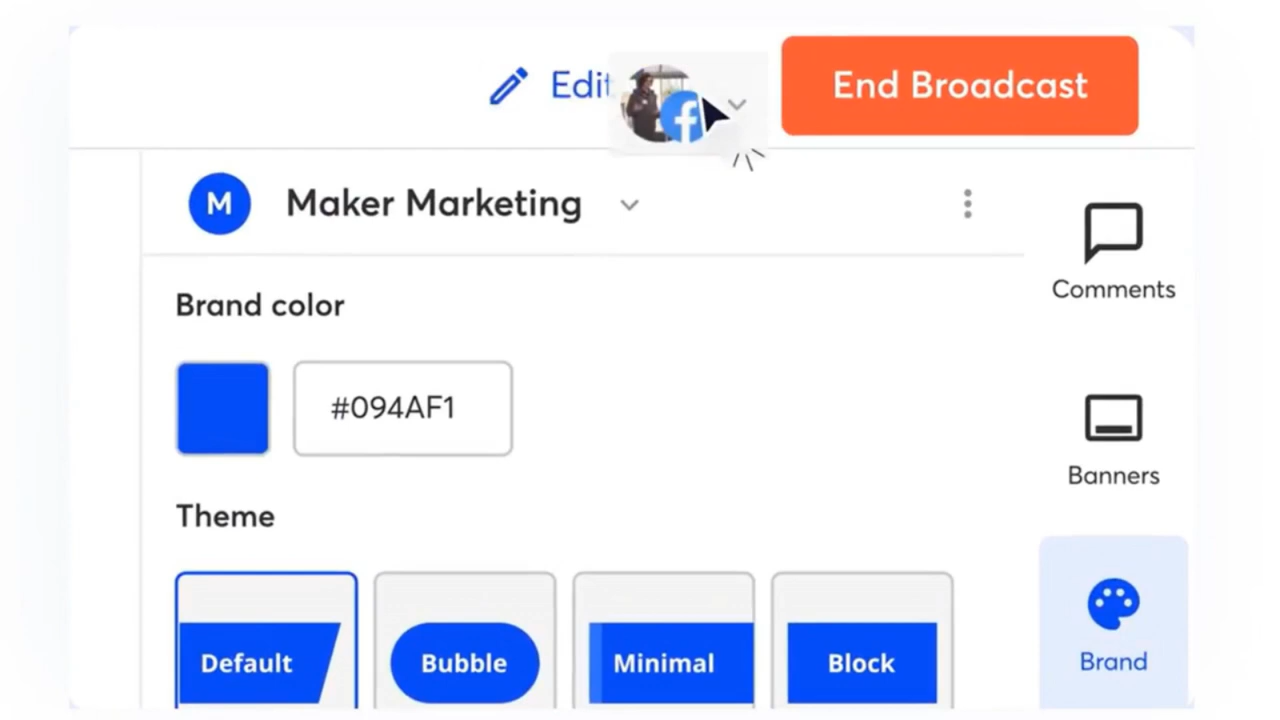 Edit
End Broadcast
M
Maker Marketing
Comments
Brand color
#094AF1
Banners
Theme
Default
Bubble
Minimal
Block
Brand